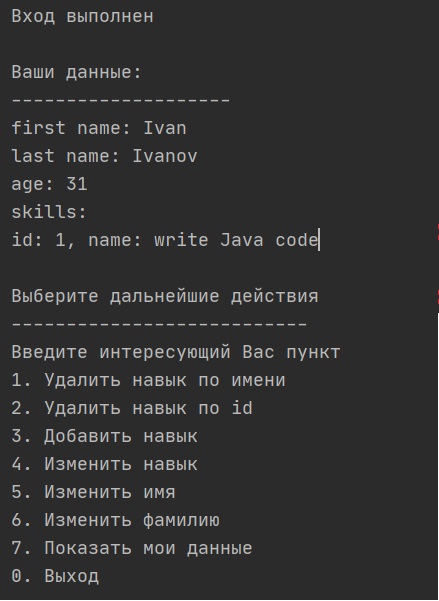 Вход выполнен
Ваши данные:
--------------------
first name: Ivan
last name: Ivanov
age: 31
skills:
id: 1, name: write Java code
Выберите дальнейшие действия
---------------------------
Введите интересующий Вас пункт
1. Удалить навык по имени
2. Удалить навык по id
3. Добавить навык
4. Изменить навык
5. Изменить имя
6. Изменить фамилию
7. Показать мои данные
0. Выход